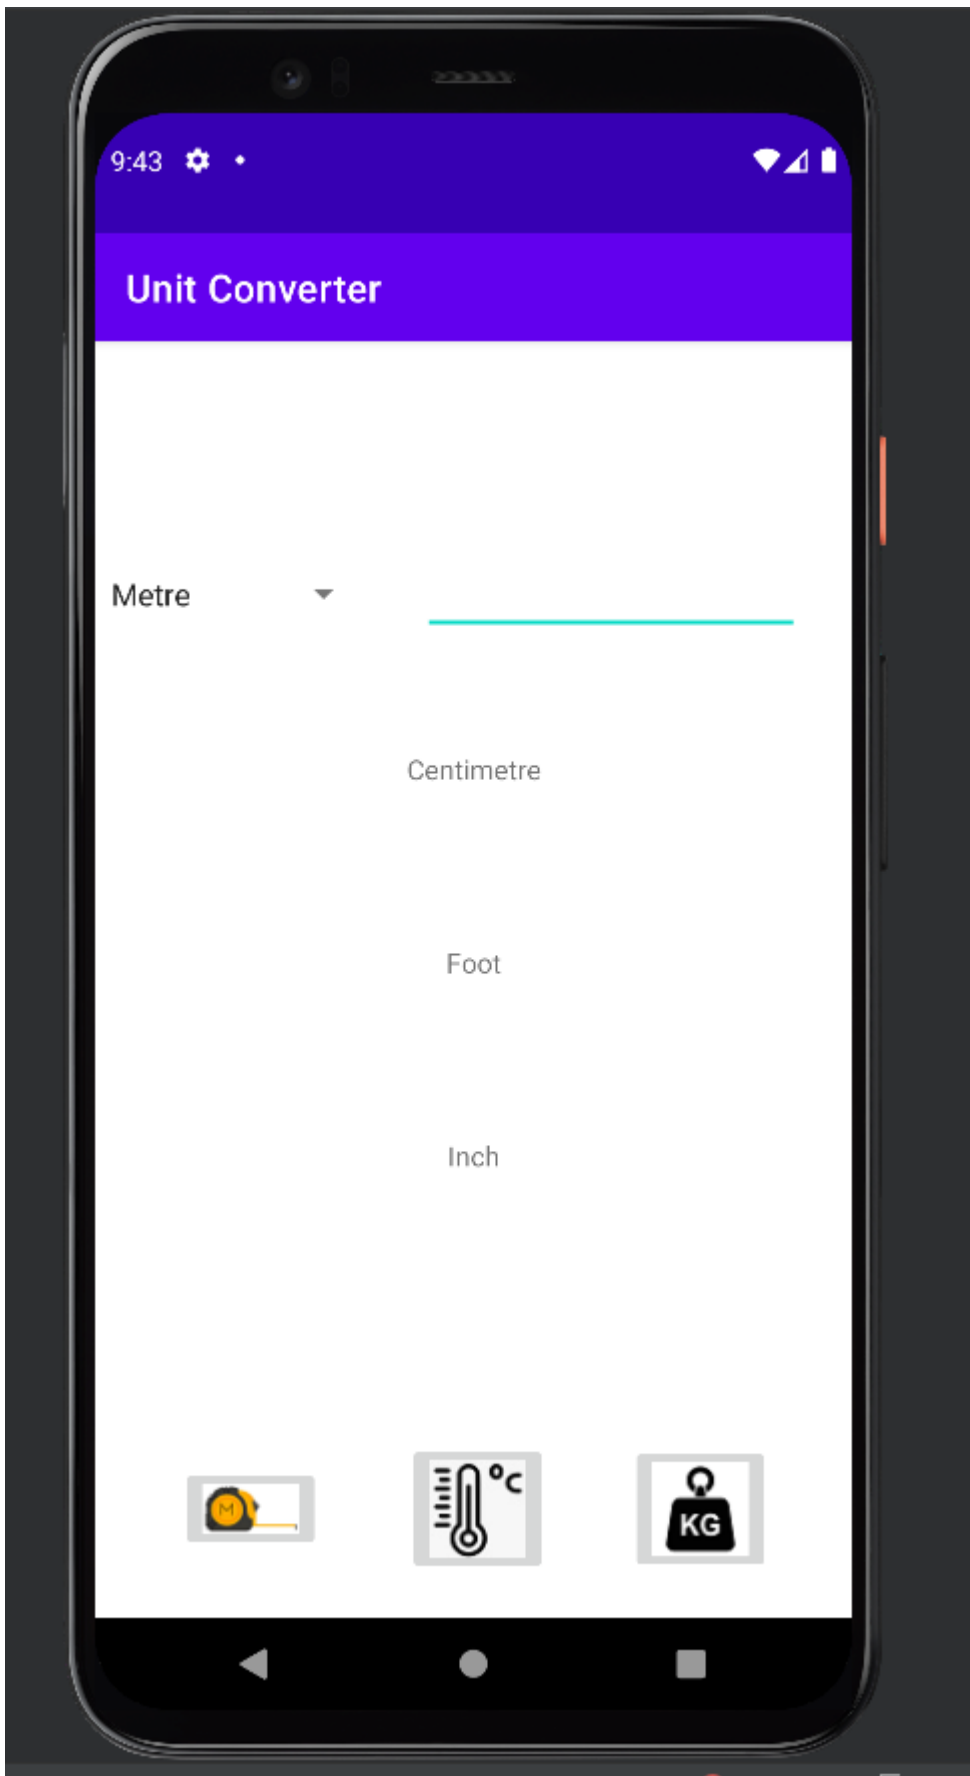 9:43
Unit Converter
Metre
Centimetre
Foot
Inch
M
°C
KG